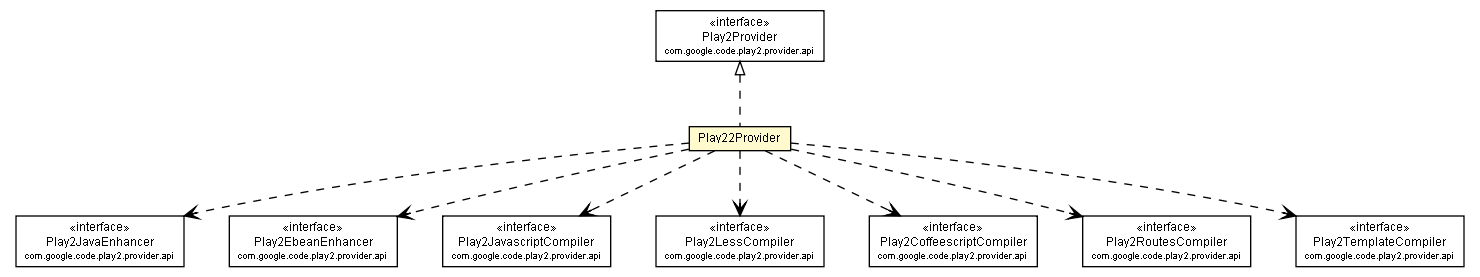 «interface»
Play2Provider
com.google.code.play2.provider.api
Play22Provider
«interface»
Play2JavaEnhancer
com.google.code.play2.provider.api
«interface»
Play2EbeanEnhancer
com.google.code.play2.provider.api
«interface»
Play2JavascriptCompiler
com.google.code.play2.provider.api
«interface»
Play2LessCompiler
com.google.code.play2.provider.api
«interface»
Play2CoffeescriptCompiler
com.google.code.play2.provider.api
«interface»
Play2RoutesCompiler
com.google.code.play2.provider.api
«interface»
Play2TemplateCompiler
com.google.code.play2.provider.api